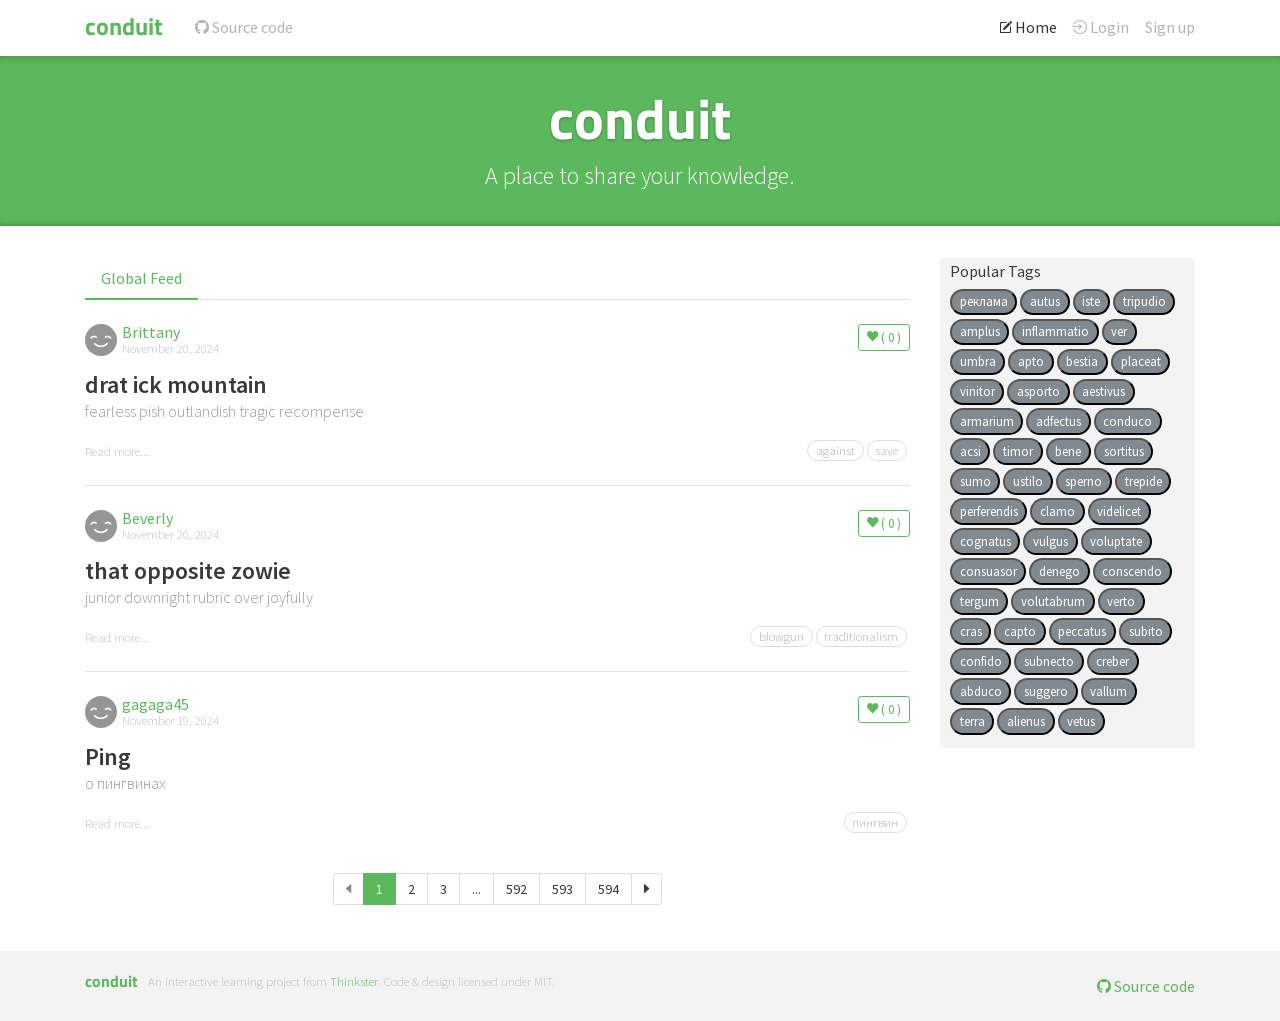 conduit Source code Home Login Sign up
conduit
A place to share your knowledge.
Global Feed
Brittany
November 20, 2024
( 0 )
drat ick mountain
fearless pish outlandish tragic recompense
Read more...
against save
Beverly
November 20, 2024
( 0 )
that opposite zowie
junior downright rubric over joyfully
Read more...
blowgun traditionalism
gagaga45
November 19, 2024
( 0 )
Ping
о пингвинах
Read more...
пингвин
1 2 3 ... 592 593 594
Popular Tags
реклама autus iste tripudio
amplus inflammatio ver
umbra apto bestia placeat
vinitor asporto aestivus
armarium adfectus conduco
acsi timor bene sortitus
sumo ustilo sperno trepide
perferendis clamo videlicet
cognatus vulgus voluptate
consuasor denego conscendo
tergum volutabrum verto
cras capto peccatus subito
confido subnecto creber
abduco suggero vallum
terra alienus vetus
conduit An interactive learning project from Thinkster. Code & design licensed under MIT.
Source code